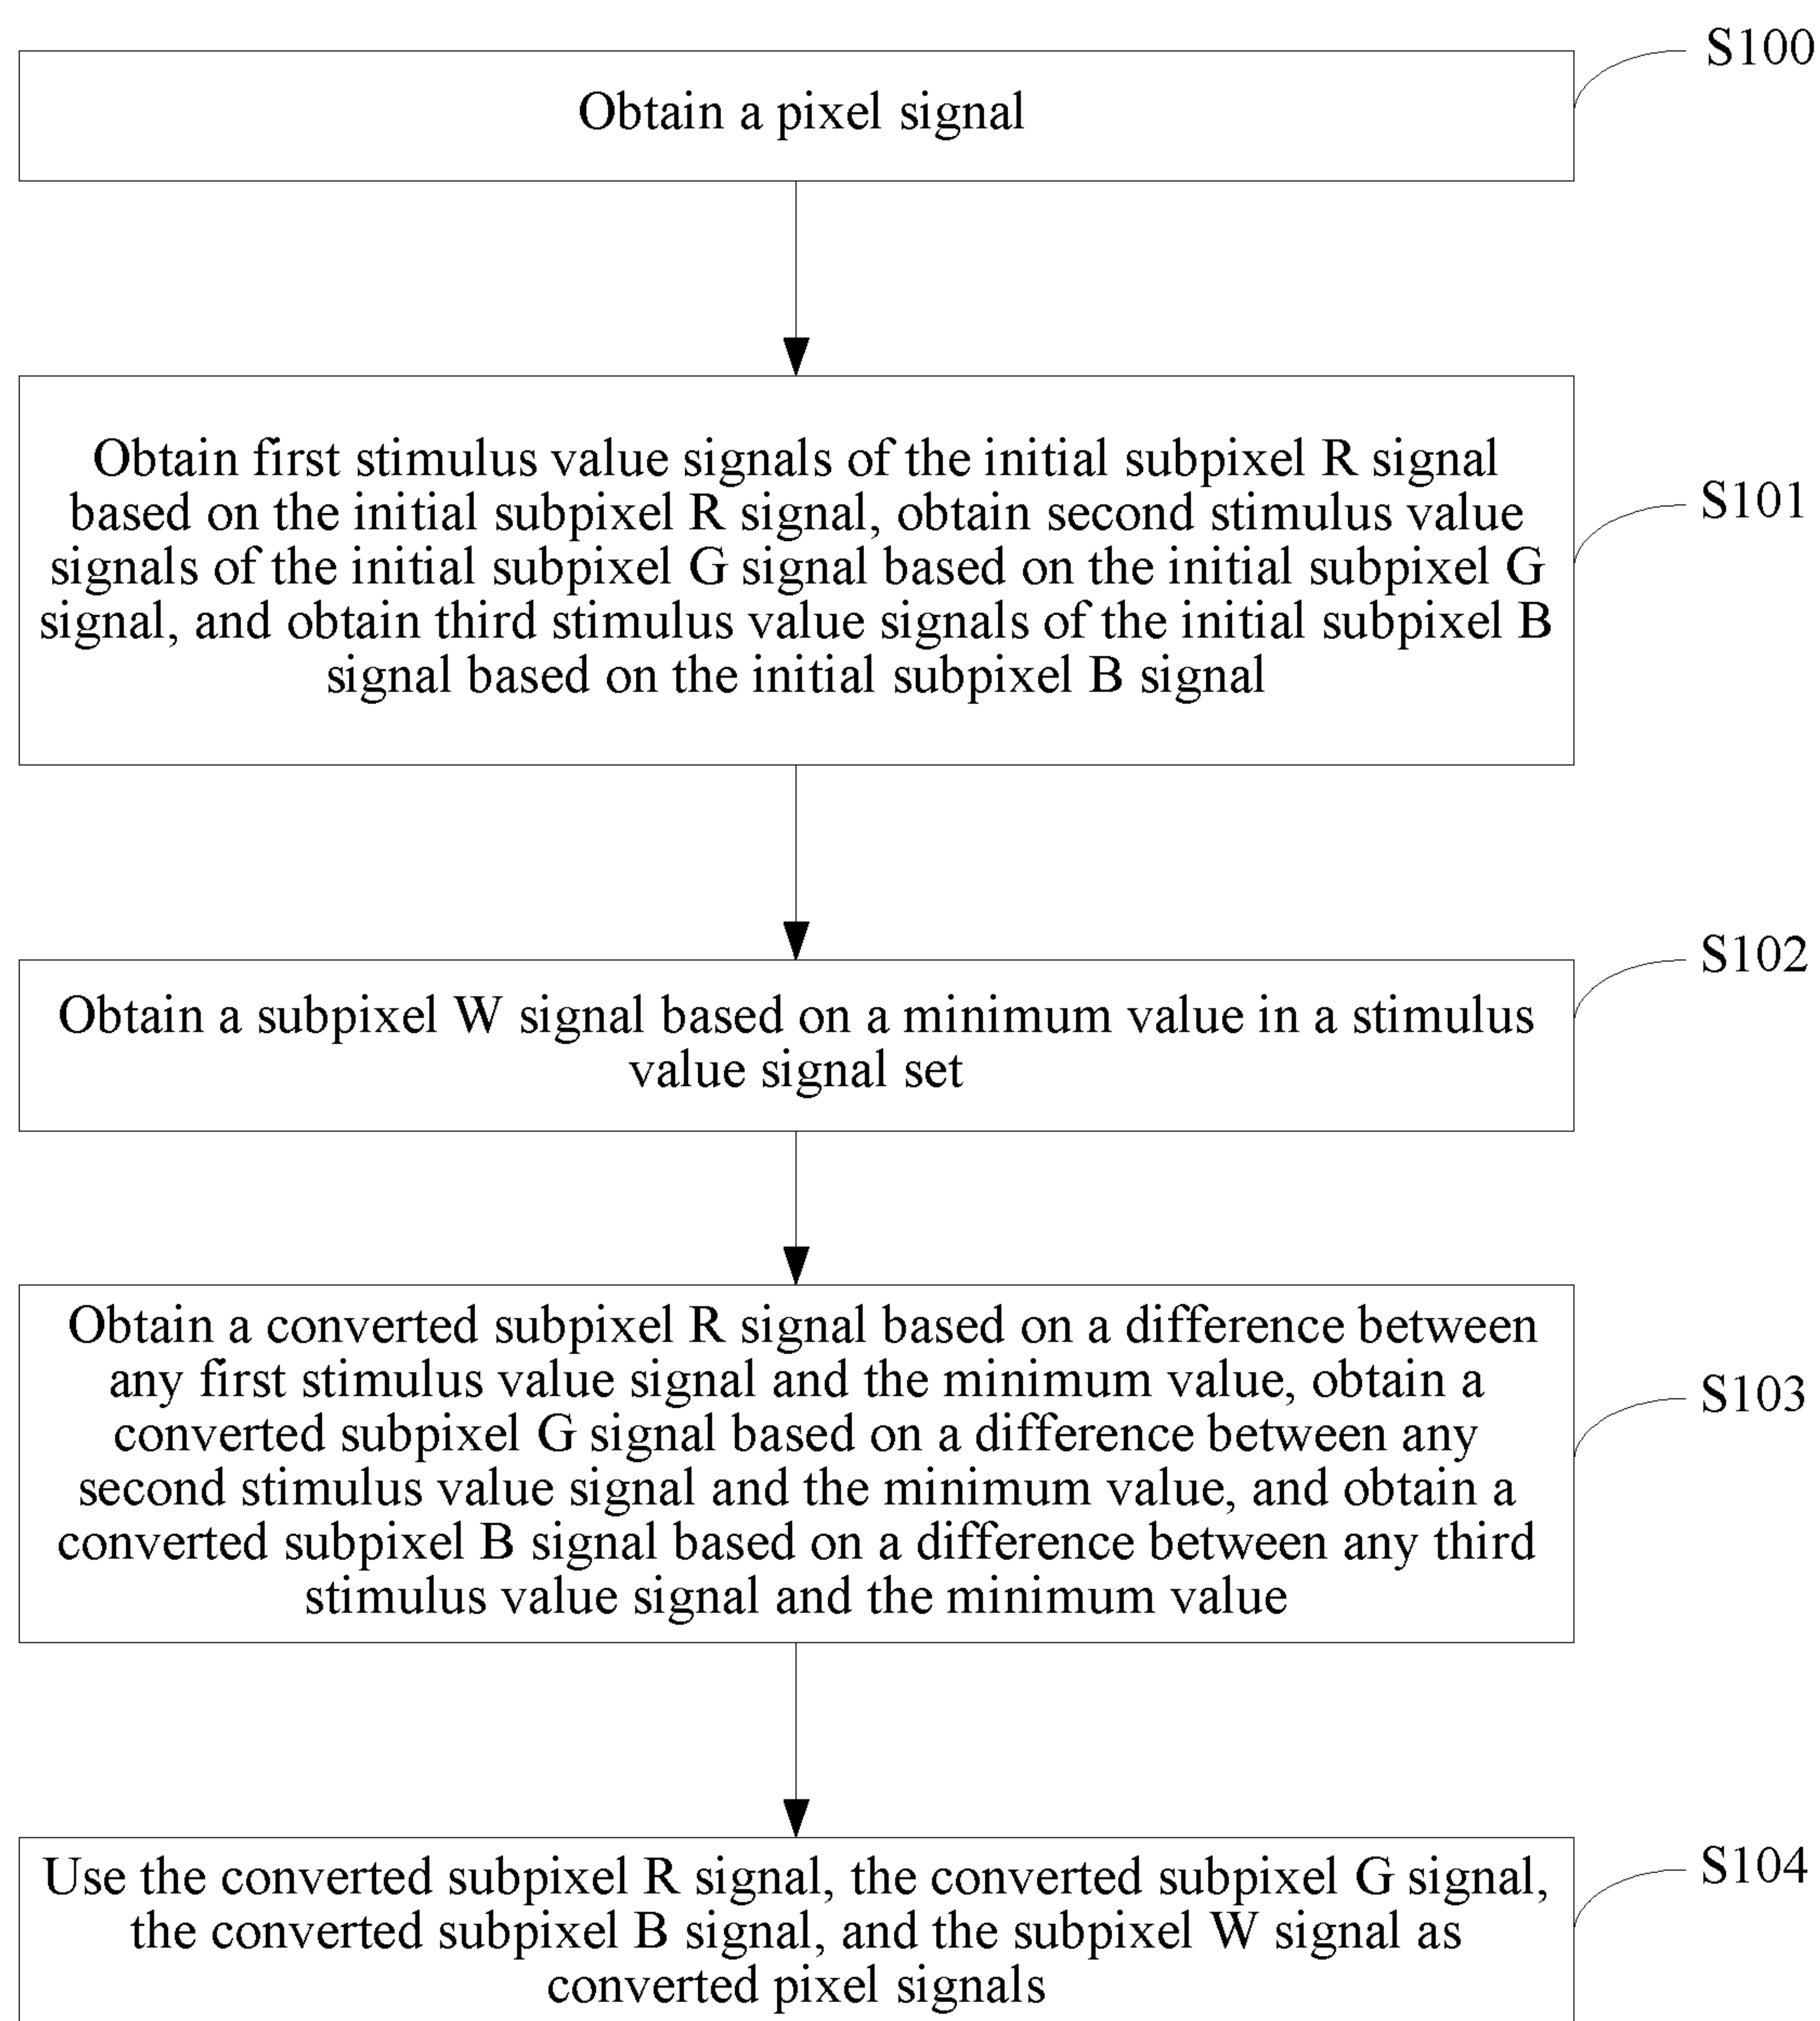 S100
Obtain a pixel signal
Obtain first stimulus value signals of the initial subpixel R signal
based on the initial subpixel R signal, obtain second stimulus value
signals of the initial subpixel G signal based on the initial subpixel G
signal, and obtain third stimulus value signals of the initial subpixel B
signal based on the initial subpixel B signal
S101
S102
Obtain a subpixel W signal based on a minimum value in a stimulus
value signal set
Obtain a converted subpixel R signal based on a difference between
any first stimulus value signal and the minimum value, obtain a
converted subpixel G signal based on a difference between any
second stimulus value signal and the minimum value, and obtain a
converted subpixel B signal based on a difference between any third
stimulus value signal and the minimum value
S103
S104
Use the converted subpixel R signal, the converted subpixel G signal,
the converted subpixel B signal, and the subpixel W signal as
converted pixel signals